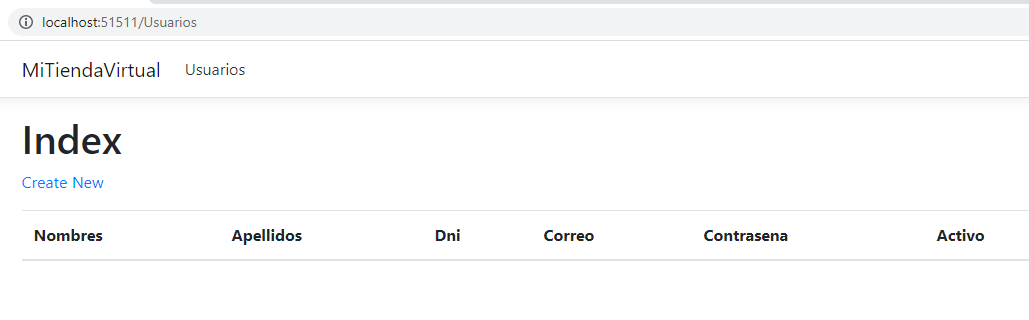 localhost:51511/Usuarios
MiTiendaVirtual Usuarios
Index
Create New
Nombres Apellidos Dni Correo Contrasena Activo